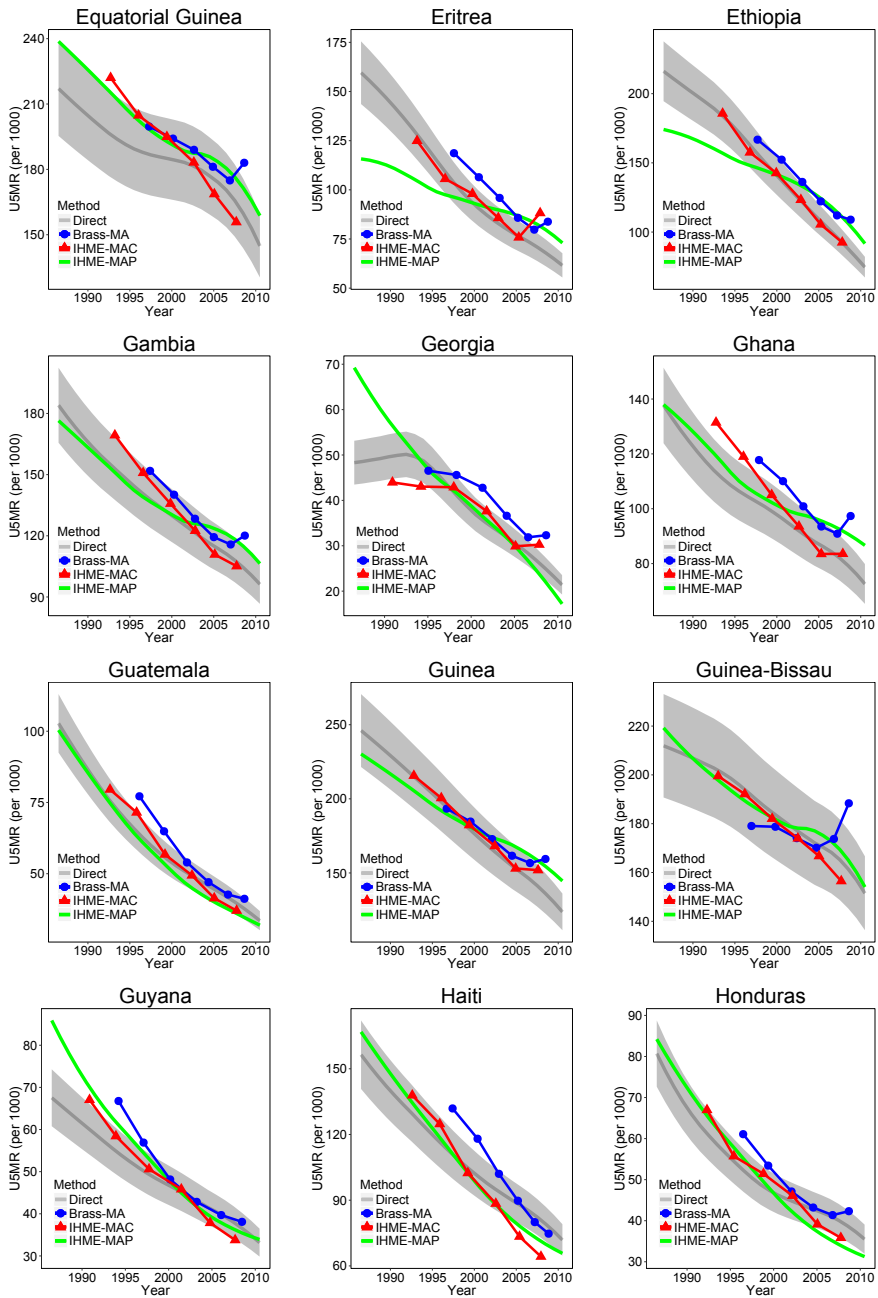 Equatorial Guinea
U5MR (per 1000)
240
210
180
150
Method
Direct
Brass-MA
IHME-MAC
IHME-MAP
1990 1995 2000 2005 2010
Year
Eritrea
U5MR (per 1000)
175
150
125
100
75
50
Method
Direct
Brass-MA
IHME-MAC
IHME-MAP
1990 1995 2000 2005 2010
Year
Ethiopia
U5MR (per 1000)
200
150
100
Method
Direct
Brass-MA
IHME-MAC
IHME-MAP
1990 1995 2000 2005 2010
Year
Gambia
U5MR (per 1000)
180
150
120
90
Method
Direct
Brass-MA
IHME-MAC
IHME-MAP
1990 1995 2000 2005 2010
Year
Georgia
U5MR (per 1000)
70
60
50
40
30
20
Method
Direct
Brass-MA
IHME-MAC
IHME-MAP
1990 1995 2000 2005 2010
Year
Ghana
U5MR (per 1000)
140
120
100
80
Method
Direct
Brass-MA
IHME-MAC
IHME-MAP
1990 1995 2000 2005 2010
Year
Guatemala
U5MR (per 1000)
100
75
50
Method
Direct
Brass-MA
IHME-MAC
IHME-MAP
1990 1995 2000 2005 2010
Year
Guinea
U5MR (per 1000)
250
200
150
Method
Direct
Brass-MA
IHME-MAC
IHME-MAP
1990 1995 2000 2005 2010
Year
Guinea-Bissau
U5MR (per 1000)
220
200
180
160
140
Method
Direct
Brass-MA
IHME-MAC
IHME-MAP
1990 1995 2000 2005 2010
Year
Guyana
U5MR (per 1000)
80
70
60
50
40
30
Method
Direct
Brass-MA
IHME-MAC
IHME-MAP
1990 1995 2000 2005 2010
Year
Haiti
U5MR (per 1000)
150
120
90
60
Method
Direct
Brass-MA
IHME-MAC
IHME-MAP
1990 1995 2000 2005 2010
Year
Honduras
U5MR (per 1000)
90
80
70
60
50
40
30
Method
Direct
Brass-MA
IHME-MAC
IHME-MAP
1990 1995 2000 2005 2010
Year